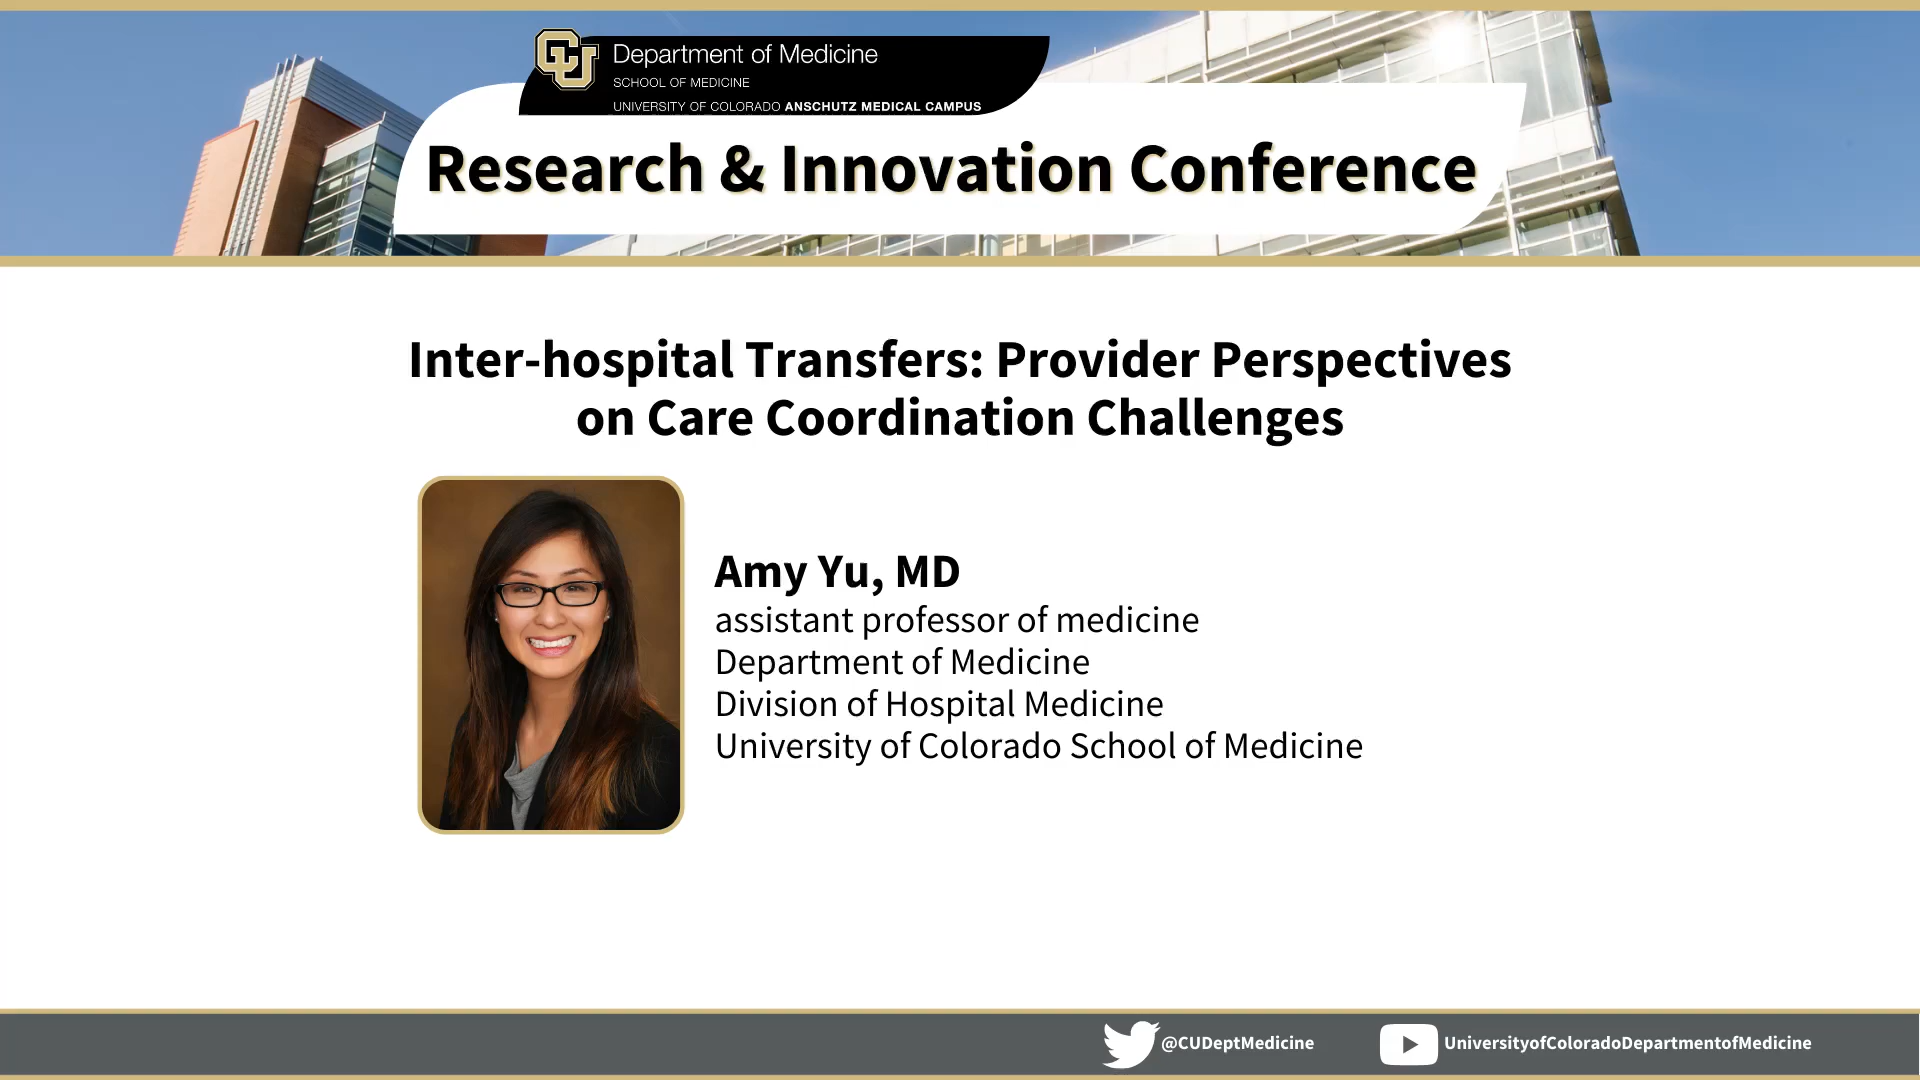 CU
Department of Medicine
SCHOOL OF MEDICINE
UNIVERSITY OF COLORADO ANSCHUTZ MEDICAL CAMPUS
Research & Innovation Conference
Inter-hospital Transfers: Provider Perspectives
on Care Coordination Challenges
Amy Yu, MD
assistant professor of medicine
Department of Medicine
Division of Hospital Medicine
University of Colorado School of Medicine
@CUDeptMedicine
UniversityofColoradoDepartmentofMedicine